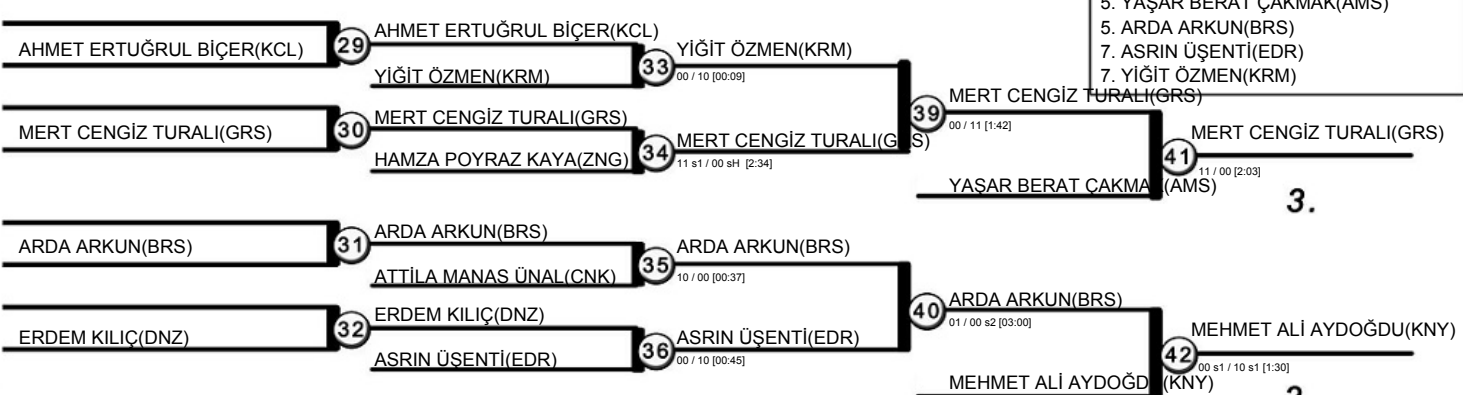 5. YAŞAR BERAT ÇAKMAK(AMS)
5. ARDA ARKUN(BRS)
7. ASRIN ÜŞENTİ(EDR)
7. YİĞİT ÖZMEN(KRM)
AHMET ERTUĞRUL BİÇER(KCL)
29
AHMET ERTUĞRUL BİÇER(KCL)
YİĞİT ÖZMEN(KRM)
33
YİĞİT ÖZMEN(KRM)
00 / 10 [00:09]
MERT CENGİZ TURALI(GRS)
30
MERT CENGİZ TURALI(GRS)
HAMZA POYRAZ KAYA(ZNG)
34
MERT CENGİZ TURALI(GRS)
11 s1 / 00 sH [2:34]
39
MERT CENGİZ TURALI(GRS)
00 / 11 [1:42]
YAŞAR BERAT ÇAKMAK(AMS)
41
MERT CENGİZ TURALI(GRS)
11 / 00 [2:03]
3.
ARDA ARKUN(BRS)
31
ARDA ARKUN(BRS)
ATTİLA MANAS ÜNAL(CNK)
35
ARDA ARKUN(BRS)
10 / 00 [00:37]
ERDEM KILIÇ(DNZ)
32
ERDEM KILIÇ(DNZ)
ASRIN ÜŞENTİ(EDR)
36
ASRIN ÜŞENTİ(EDR)
00 / 10 [00:45]
40
ARDA ARKUN(BRS)
01 / 00 s2 [03:00]
MEHMET ALİ AYDOĞDU(KNY)
42
MEHMET ALİ AYDOĞDU(KNY)
00 s1 / 10 s1 [1:30]